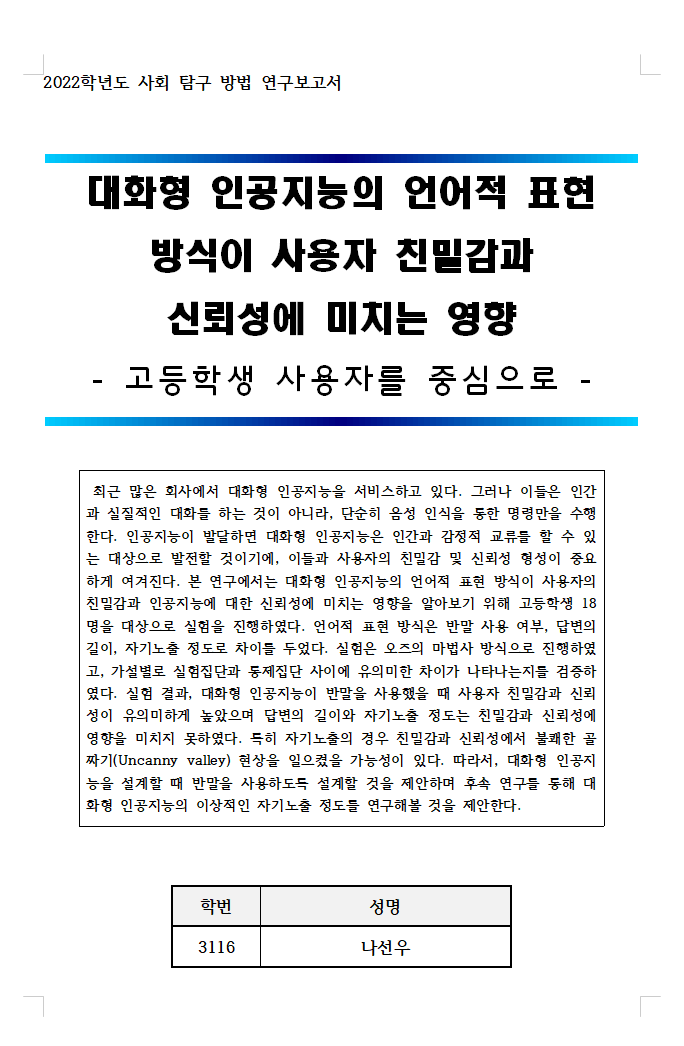 2022학년도 사회 탐구 방법 연구보고서
대화형 인공지능의 언어적 표현
방식이 사용자 친밀감과
신뢰성에 미치는 영향
- 고등학생 사용자를 중심으로 -
최근 많은 회사에서 대화형 인공지능을 서비스하고 있다. 그러나 이들은 인간
과 실질적인 대화를 하는 것이 아니라, 단순히 음성 인식을 통한 명령만을 수행
한다. 인공지능이 발달하면 대화형 인공지능은 인간과 감정적 교류를 할 수 있
는 대상으로 발전할 것이기에, 이들과 사용자의 친밀감 및 신뢰성 형성이 중요
하게 여겨진다. 본 연구에서는 대화형 인공지능의 언어적 표현 방식이 사용자의
친밀감과 인공지능에 대한 신뢰성에 미치는 영향을 알아보기 위해 고등학생 18
명을 대상으로 실험을 진행하였다. 언어적 표현 방식은 반말 사용 여부, 답변의
길이, 자기노출 정도로 차이를 두었다. 실험은 오즈의 마법사 방식으로 진행하였
고, 가설별로 실험집단과 통제집단 사이에 유의미한 차이가 나타나는지를 검증하
였다. 실험 결과, 대화형 인공지능이 반말을 사용했을 때 사용자 친밀감과 신뢰
성이 유의미하게 높았으며 답변의 길이와 자기노출 정도는 친밀감과 신뢰성에
영향을 미치지 못하였다. 특히 자기노출의 경우 친밀감과 신뢰성에서 불쾌한 골
짜기(Uncanny valley) 현상을 일으켰을 가능성이 있다. 따라서, 대화형 인공지
능을 설계할 때 반말을 사용하도록 설계할 것을 제안하며 후속 연구를 통해 대
화형 인공지능의 이상적인 자기노출 정도를 연구해볼 것을 제안한다.
학번 성명
3116 나선우